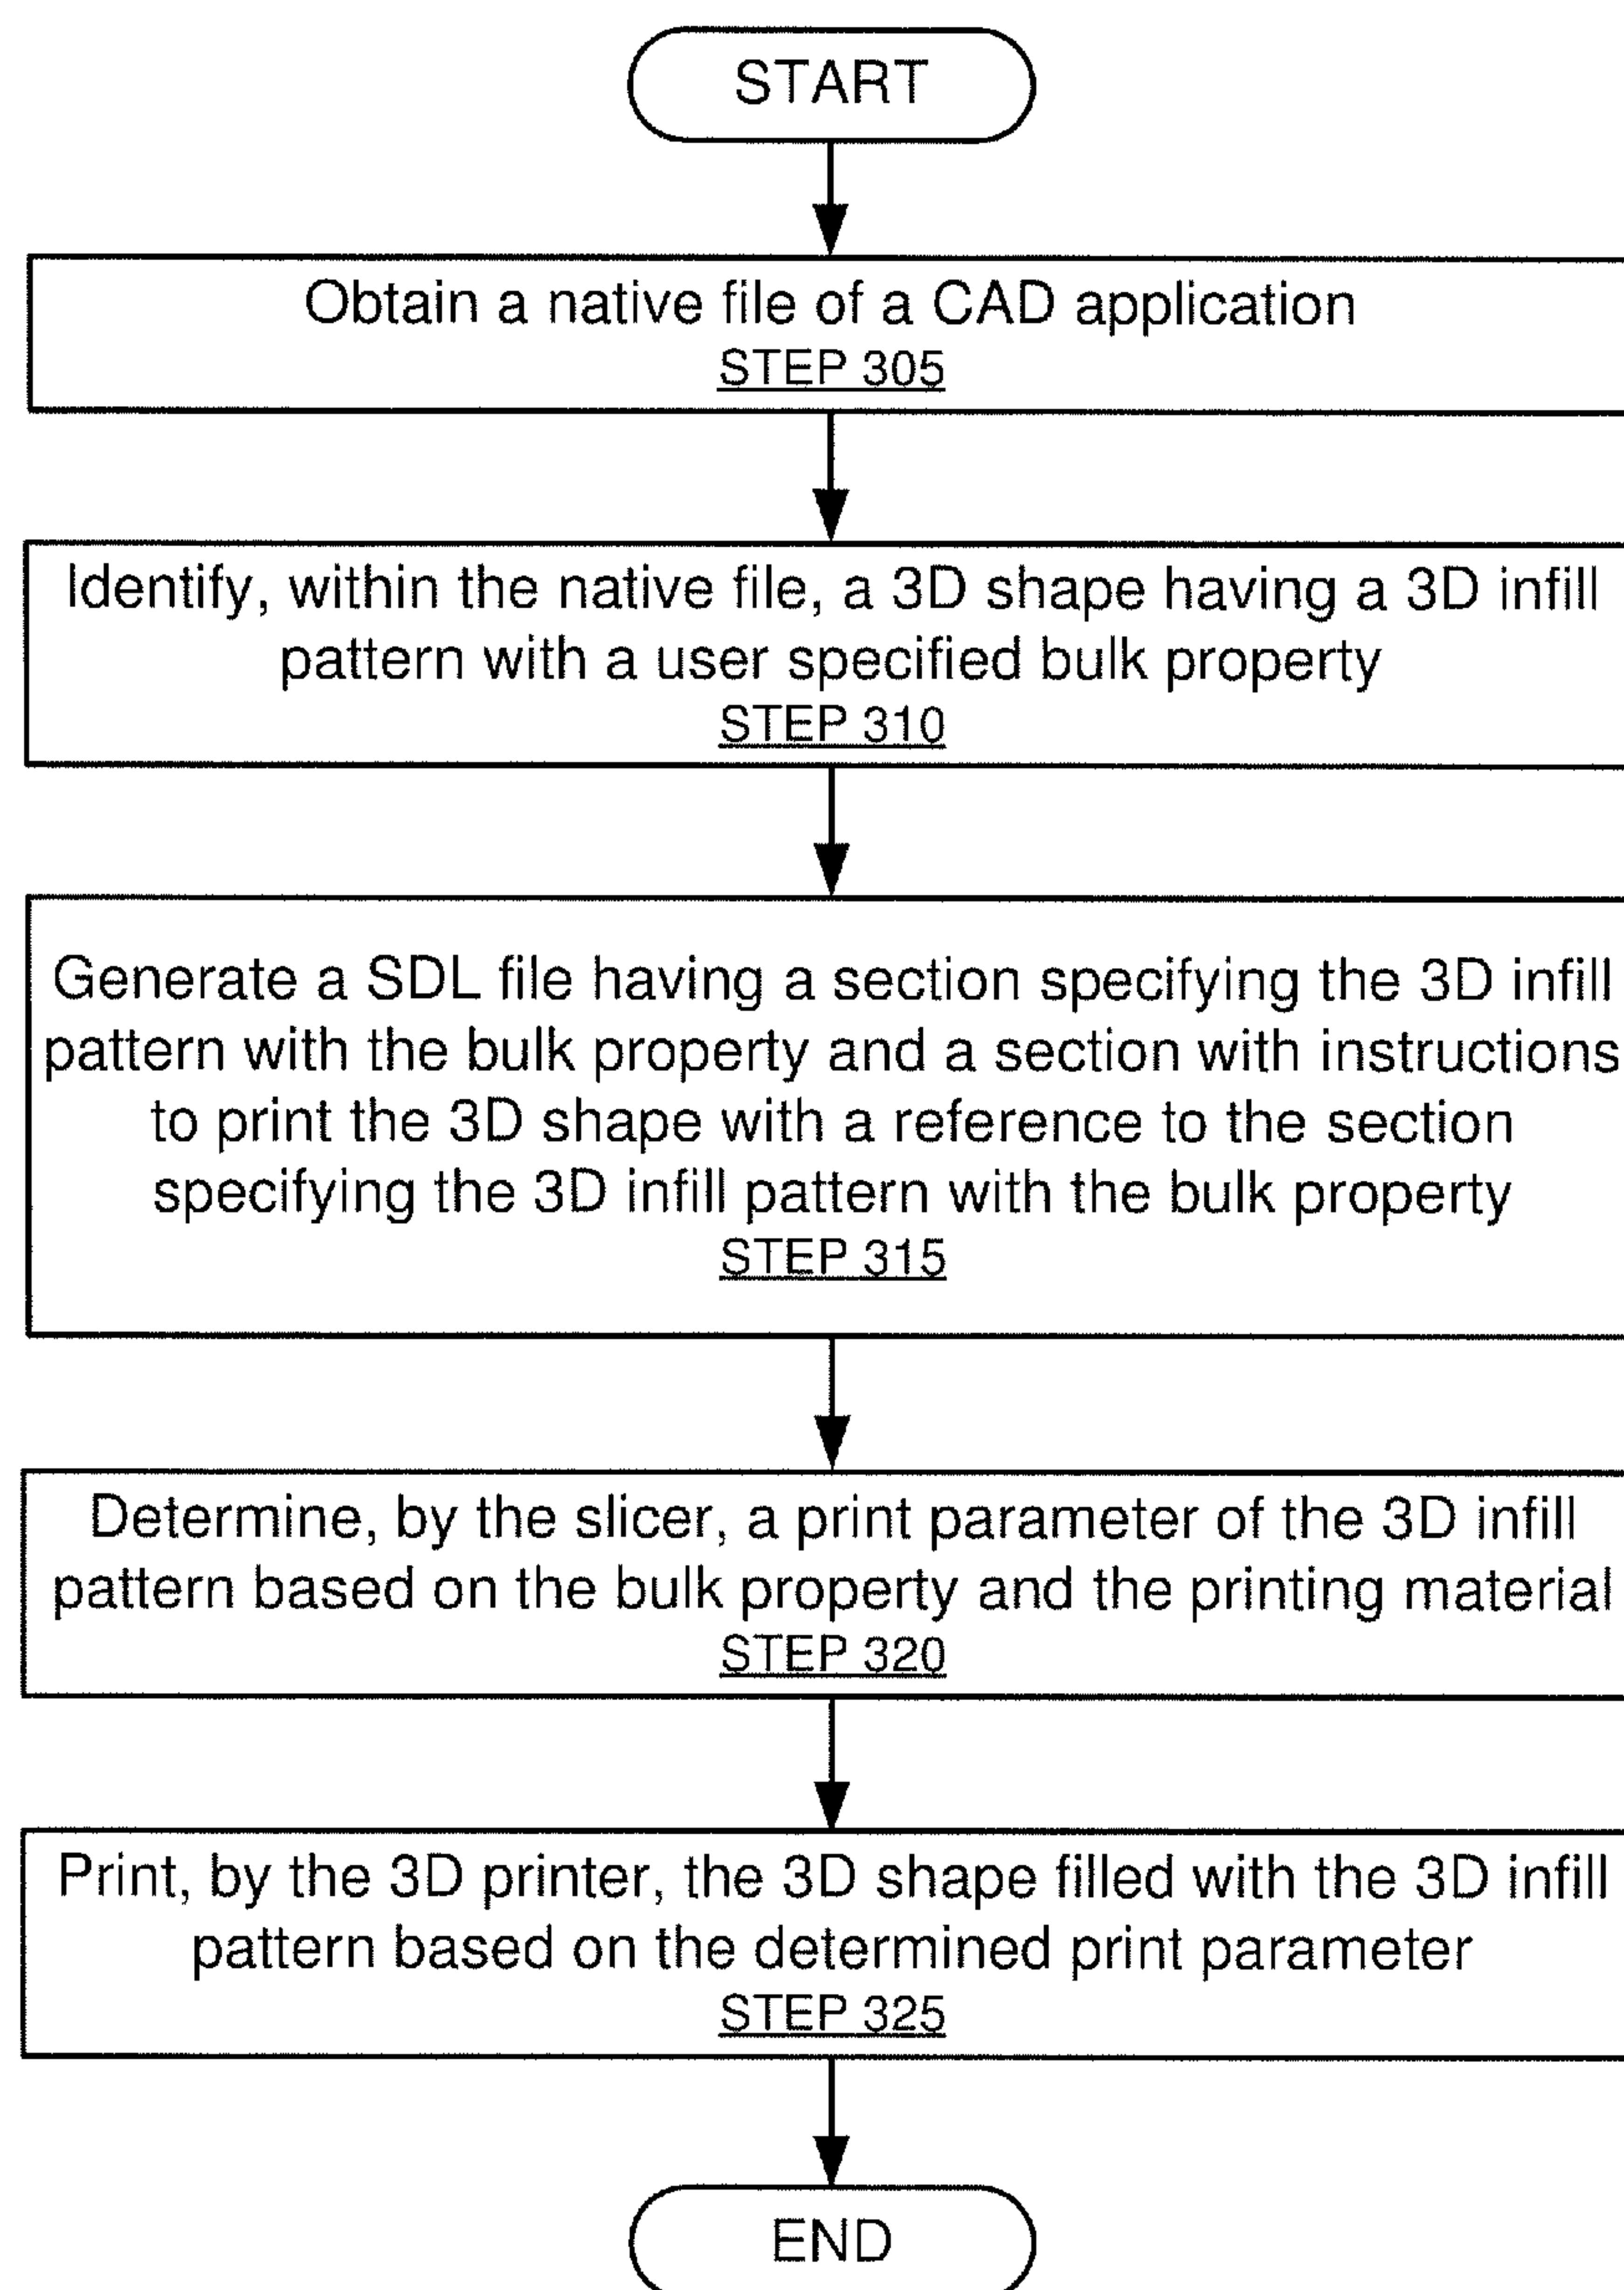 START
Obtain a native file of a CAD application
STEP 305
Identify, within the native file, a 3D shape having a 3D infill
pattern with a user specified bulk property
STEP 310
Generate a SDL file having a section specifying the 3D infill
pattern with the bulk property and a section with instructions
to print the 3D shape with a reference to the section
specifying the 3D infill pattern with the bulk property
STEP 315
Determine, by the slicer, a print parameter of the 3D infill
pattern based on the bulk property and the printing material
STEP 320
Print, by the 3D printer, the 3D shape filled with the 3D infill
pattern based on the determined print parameter
STEP 325
END